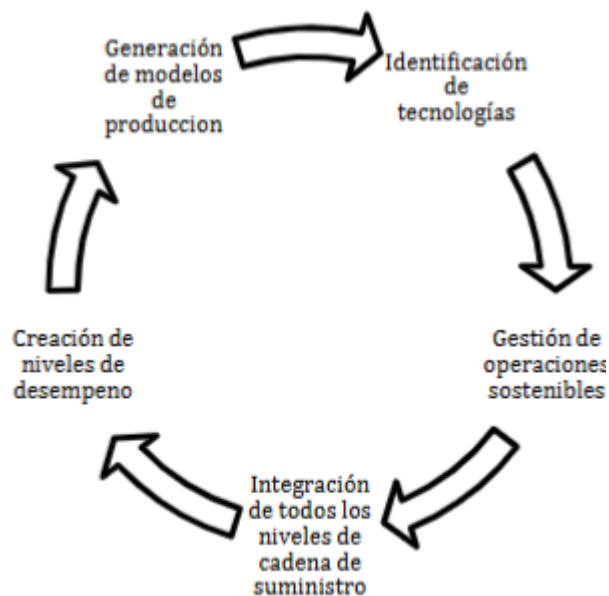 Generación
de modelos
de
produccion
Identificación
de
tecnologías
Gestión de
operaciones
sostenibles
Integración
de todos los
niveles de
cadena de
suministro
Creación de
niveles de
desempeno